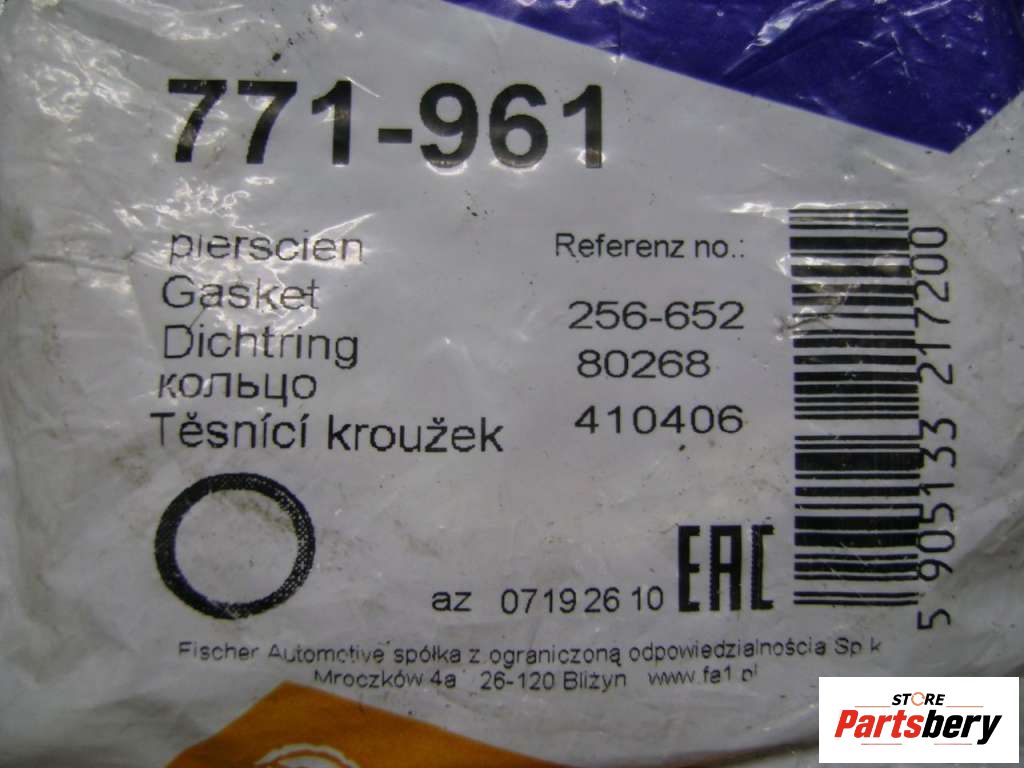 771-961
pierscien
Gasket
Dichtring
кольцо
Těsnící kroužek
Referenz no.:
256-652
80268
410406
5 905133 217200
EAC
az 07192610
Fischer Automotive spółka z ograniczoną odpowiedzialnościa Sp k
Mroczków 4a 26-120 Bliżyn www.fa1.pl
STORE
Partsbery